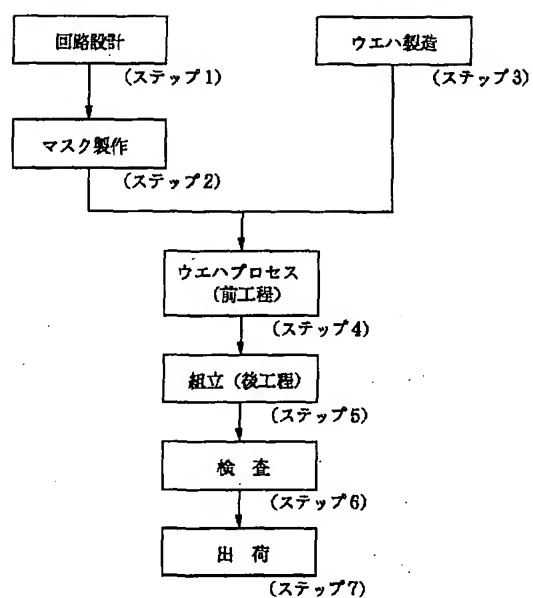 回路設計
(ステップ1)
ウエハ製造
(ステップ3)
マスク製作
(ステップ2)
ウエハプロセス
(前工程)
(ステップ4)
組立(後工程)
(ステップ5)
検 査
(ステップ6)
出 荷
(ステップ7)